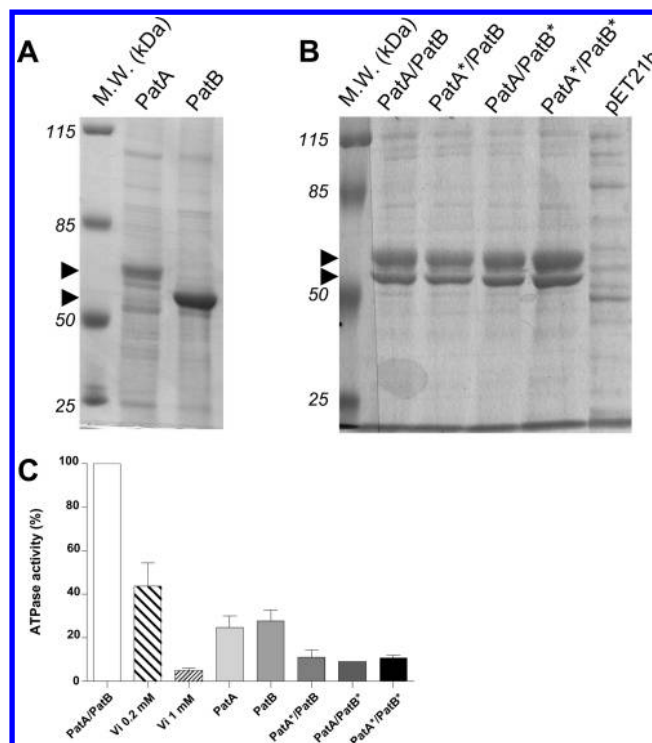 A
M.W. (kDa)
PatA
PatB
115
85
50
25
B
M.W. (kDa)
PatA/PatB
PatA*/PatB
PatA/PatB*
PatA*/PatB*
pET21b
115
85
50
25
C
ATPase activity (%)
100
80
60
40
20
0
PatA/PatB
Vi 0.2 mM
Vi 1 mM
PatA
PatB
PatA*/PatB
PatA/PatB*
PatA*/PatB*